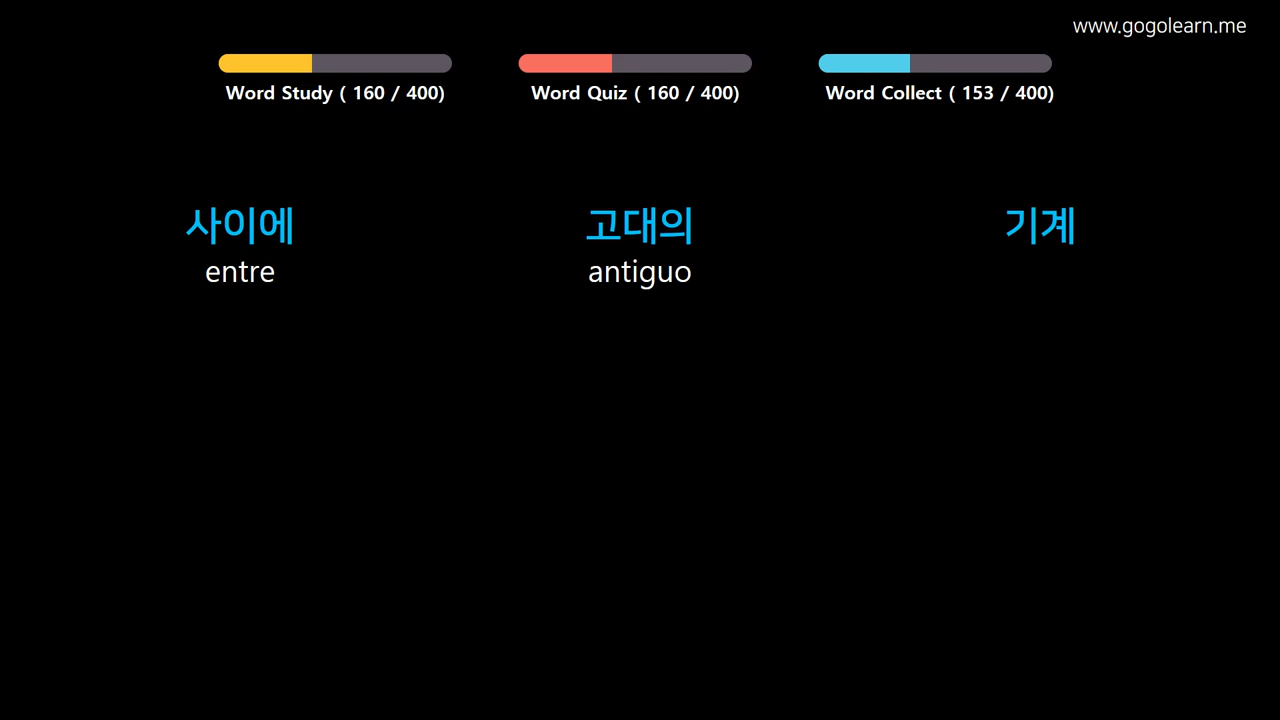 www.gogolearn.me
Word Study ( 160 / 400)
Word Quiz ( 160 / 400)
Word Collect ( 153 / 400)
사이에
entre
고대의
antiguo
기계